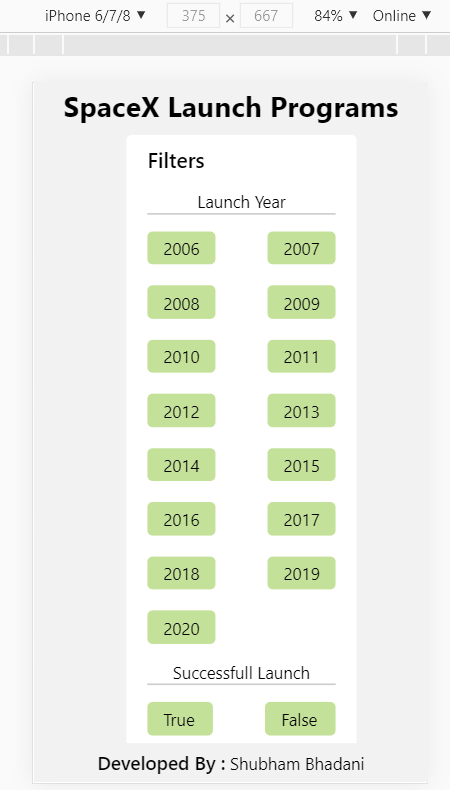 iPhone 6/7/8 ▼ 375 × 667 84% ▼ Online ▼
SpaceX Launch Programs
Filters
Launch Year
2006 2007
2008 2009
2010 2011
2012 2013
2014 2015
2016 2017
2018 2019
2020
Successfull Launch
True False
Developed By : Shubham Bhadani